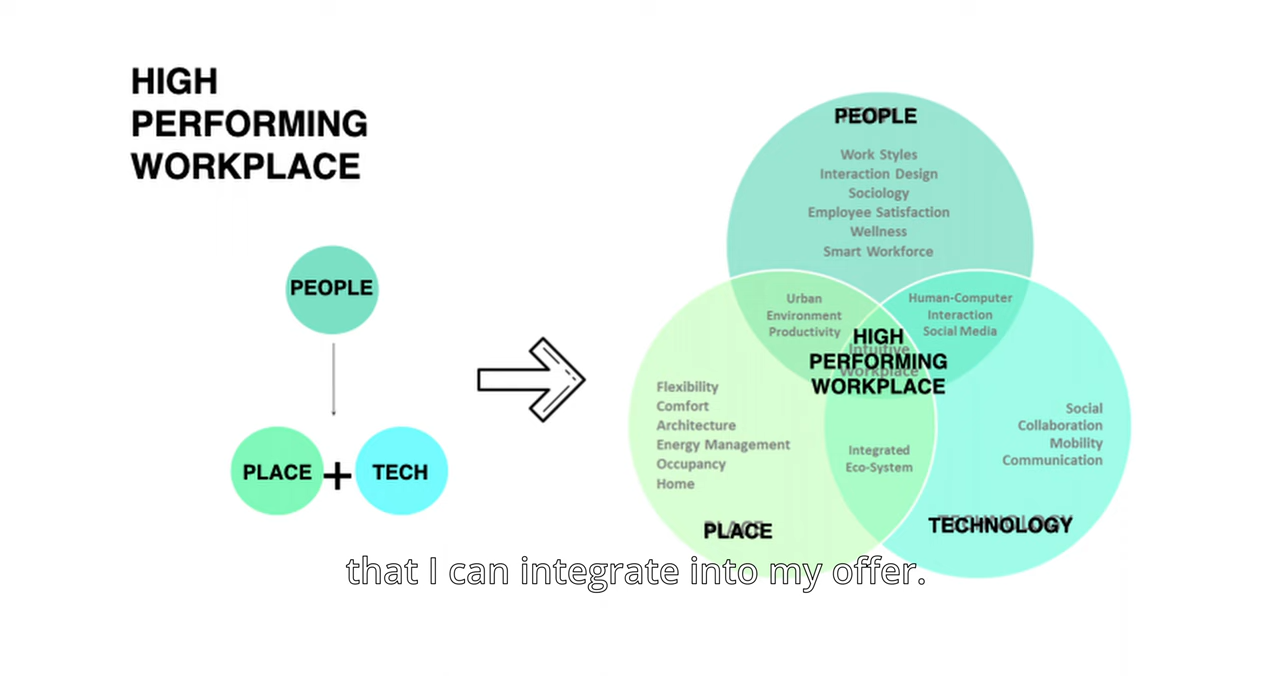 HIGH
PERFORMING
WORKPLACE
PEOPLE
PLACE
+
TECH
PEOPLE
Work Styles
Interaction Design
Sociology
Employee Satisfaction
Wellness
Smart Workforce
Urban
Environment
Productivity
Human-Computer
Interaction
Social Media
HIGH
PERFORMING
WORKPLACE
Intuitive
Workplace
Flexibility
Comfort
Architecture
Energy Management
Occupancy
Home
Integrated
Eco-System
Social
Collaboration
Mobility
Communication
PLACE
TECHNOLOGY
that I can integrate into my offer.